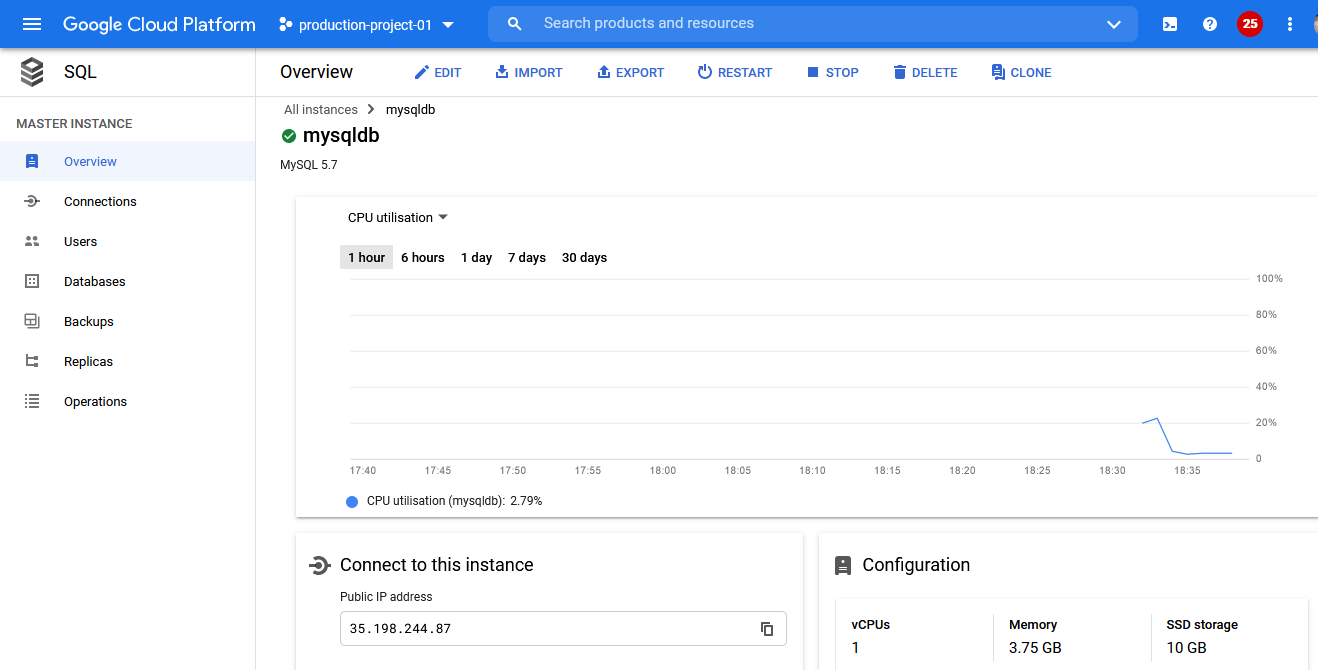 Google Cloud Platform
production-project-01
Search products and resources
25
SQL
Overview
EDIT
IMPORT
EXPORT
RESTART
STOP
DELETE
CLONE
MASTER INSTANCE
Overview
Connections
Users
Databases
Backups
Replicas
Operations
All instances
mysqldb
mysqldb
MySQL 5.7
CPU utilisation
1 hour
6 hours
1 day
7 days
30 days
100%
80%
60%
40%
20%
0
17:40
17:45
17:50
17:55
18:00
18:05
18:10
18:15
18:20
18:25
18:30
18:35
CPU utilisation (mysqldb): 2.79%
Connect to this instance
Public IP address
35.198.244.87
Configuration
vCPUs
1
Memory
3.75 GB
SSD storage
10 GB